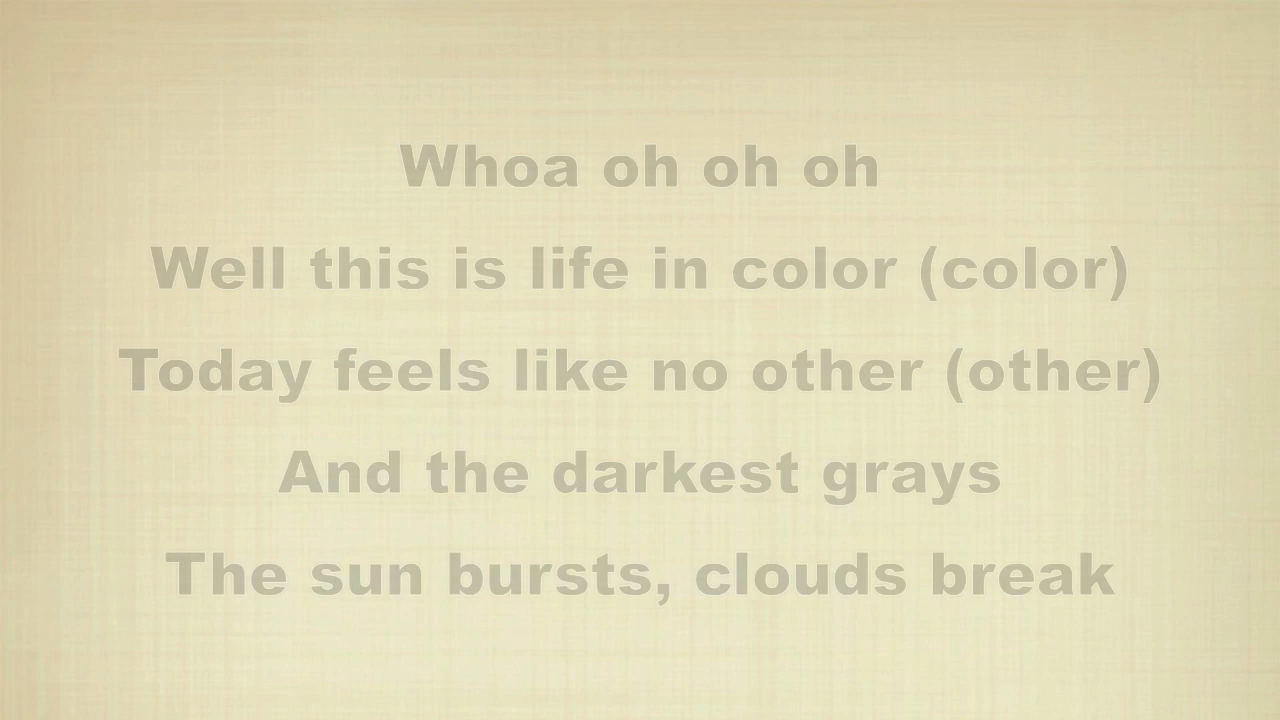 Whoa oh oh oh
Well this is life in color (color)
Today feels like no other (other)
And the darkest grays
The sun bursts, clouds break